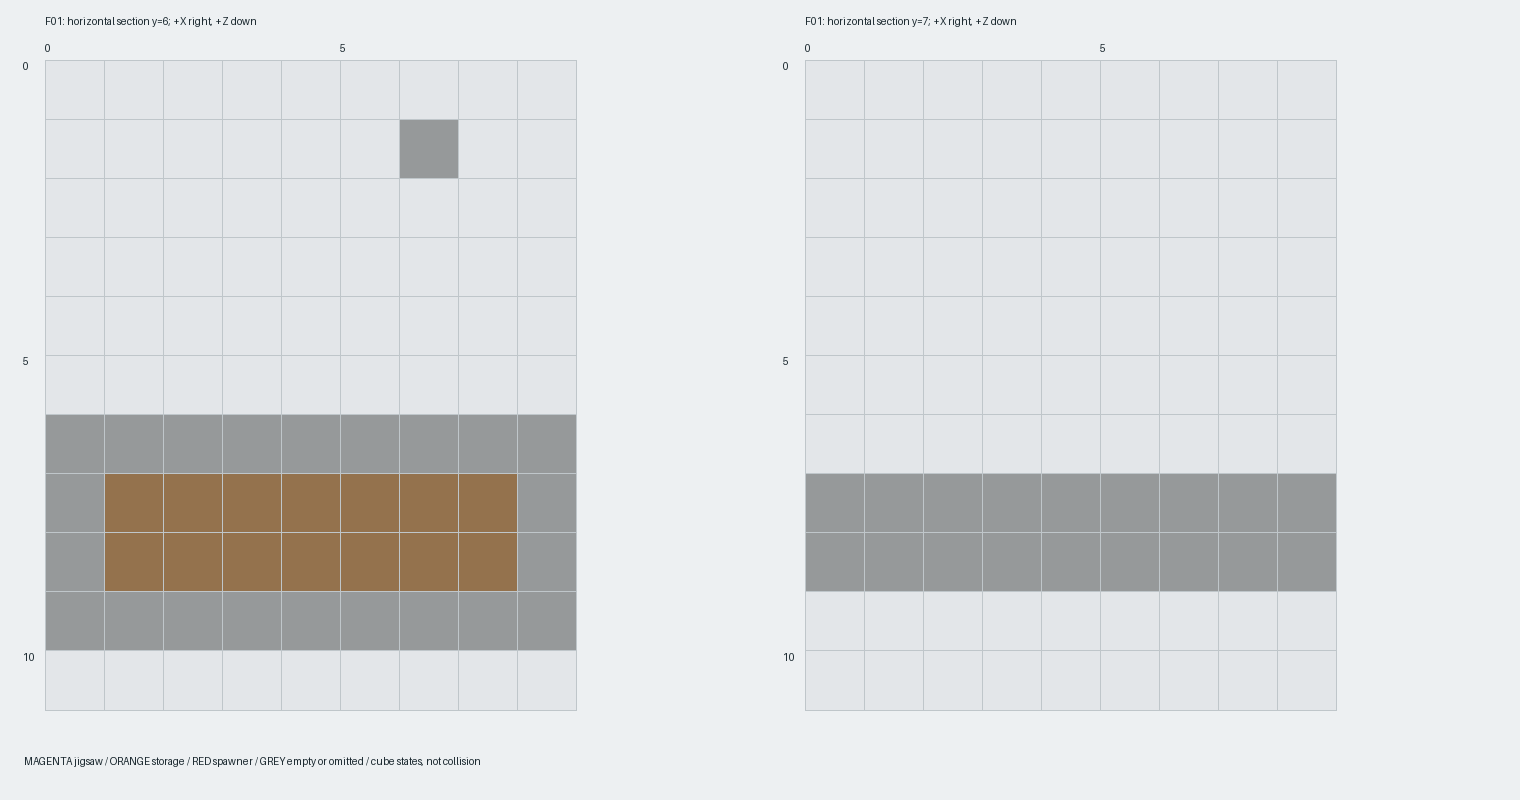 F01: horizontal section y=6; +X right, +Z down
F01: horizontal section y=7; +X right, +Z down
0 5
0 5
0
0
5
5
10
10
MAGENTA jigsaw / ORANGE storage / RED spawner / GREY empty or omitted / cube states, not collision